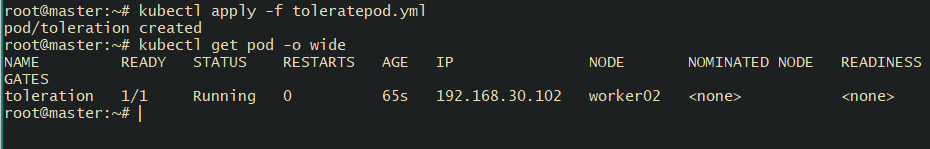 root@master:~# kubectl apply -f toleratepod.yml
pod/toleration created
root@master:~# kubectl get pod -o wide
NAME         READY   STATUS    RESTARTS   AGE   IP               NODE       NOMINATED NODE   READINESS
GATES
toleration   1/1     Running   0          65s   192.168.30.102   worker02   <none>           <none>
root@master:~#